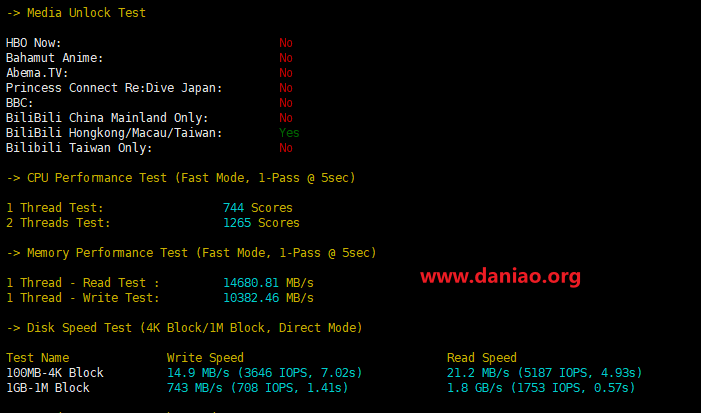 -> Media Unlock Test
HBO Now: No
Bahamut Anime: No
Abema.TV: No
Princess Connect Re:Dive Japan: No
BBC: No
BiliBili China Mainland Only: No
BiliBili Hongkong/Macau/Taiwan: Yes
Bilibili Taiwan Only: No
-> CPU Performance Test (Fast Mode, 1-Pass @ 5sec)
1 Thread Test: 744 Scores
2 Threads Test: 1265 Scores
-> Memory Performance Test (Fast Mode, 1-Pass @ 5sec)
1 Thread - Read Test : 14680.81 MB/s
1 Thread - Write Test: 10382.46 MB/s
www.daniao.org
-> Disk Speed Test (4K Block/1M Block, Direct Mode)
Test Name Write Speed Read Speed
100MB-4K Block 14.9 MB/s (3646 IOPS, 7.02s) 21.2 MB/s (5187 IOPS, 4.93s)
1GB-1M Block 743 MB/s (708 IOPS, 1.41s) 1.8 GB/s (1753 IOPS, 0.57s)